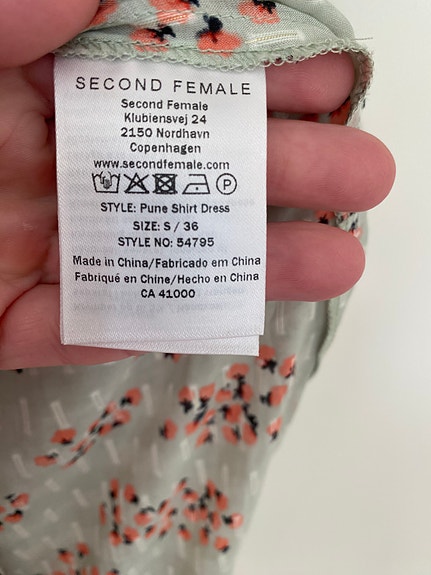 SECOND FEMALE
Second Female
Klubiensvej 24
2150 Nordhavn
Copenhagen
www.secondfemale.com
P
STYLE: Pune Shirt Dress
SIZE: S / 36
STYLE NO: 54795
Made in China/Fabricado em China
Fabriqué en Chine/Hecho en China
CA 41000